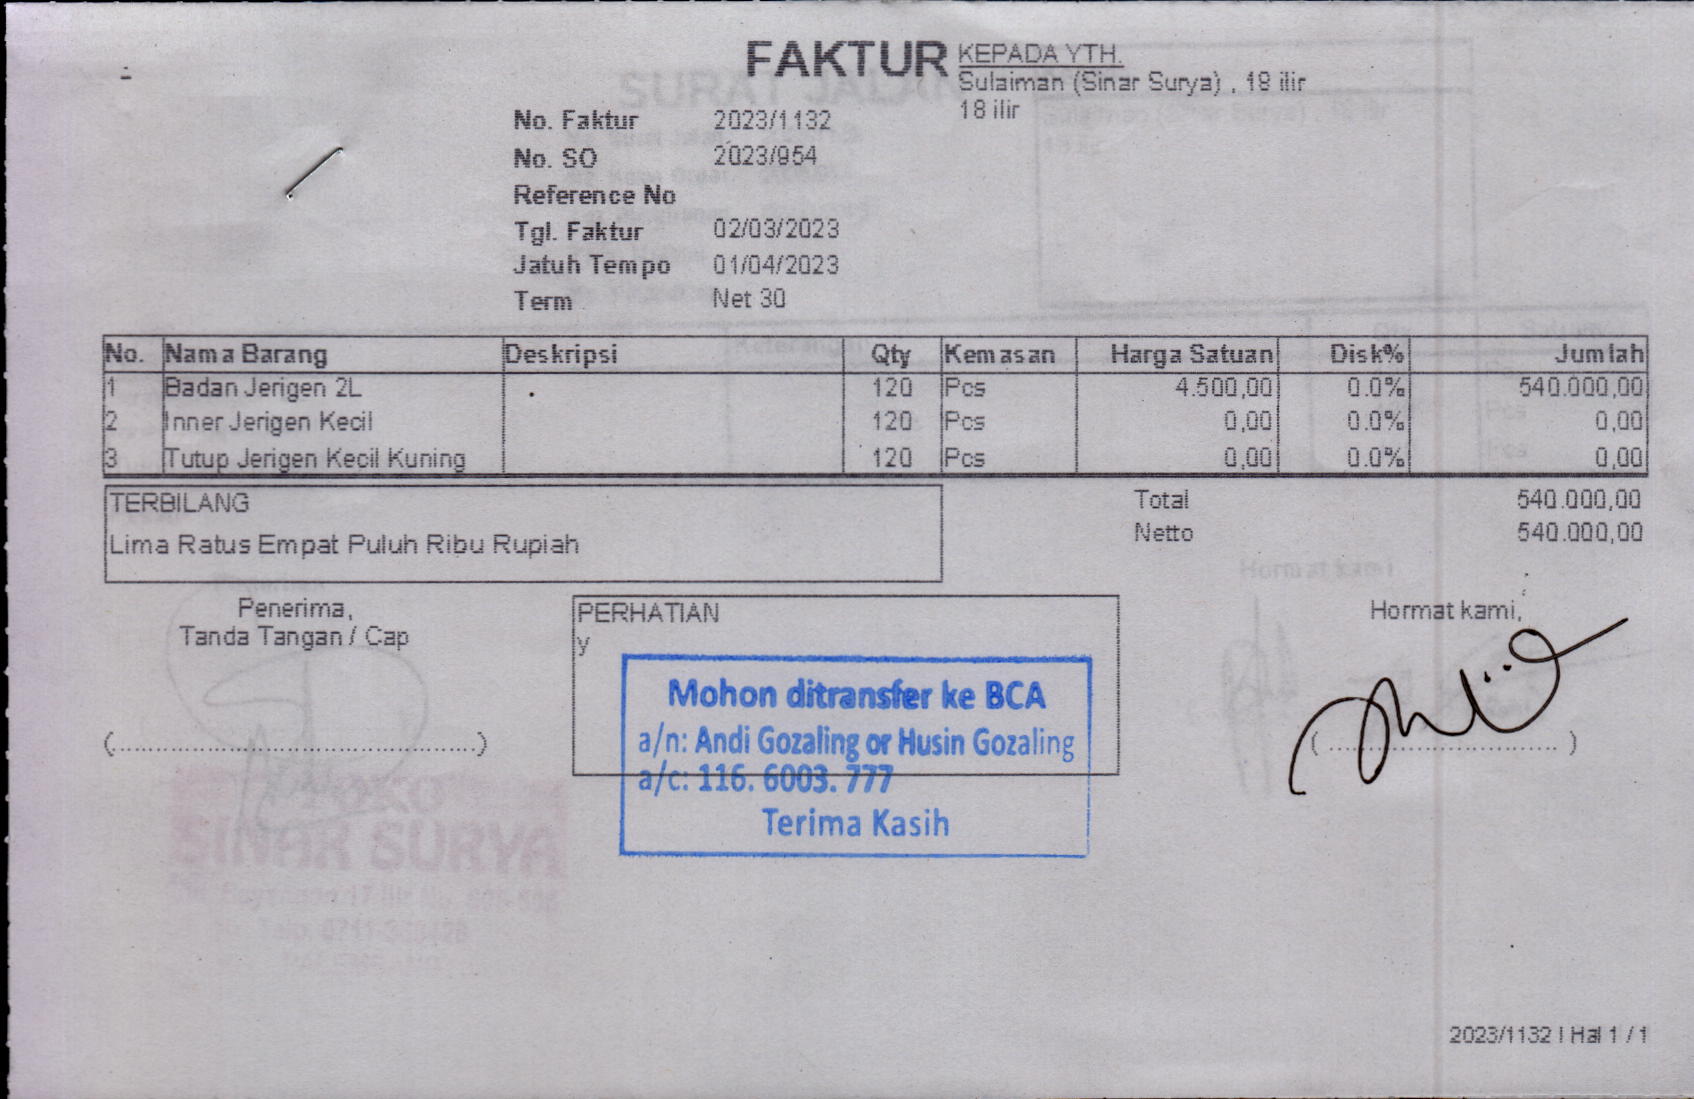 FAKTUR
KEPADA YTH.
Sulaiman (Sinar Surya) , 18 ilir
18 ilir
No. Faktur 2023/1132
No. SO 2023/954
Reference No
Tgl. Faktur 02/03/2023
Jatuh Tempo 01/04/2023
Term Net 30
No. Nama Barang Deskripsi Qty Kemasan Harga Satuan Disk% Jumlah
1 Badan Jerigen 2L 120 Pcs 4.500,00 0.0% 540.000,00
2 Inner Jerigen Kecil 120 Pcs 0,00 0.0% 0,00
3 Tutup Jerigen Kecil Kuning 120 Pcs 0,00 0.0% 0,00
TERBILANG
Lima Ratus Empat Puluh Ribu Rupiah
Total 540.000,00
Netto 540.000,00
Penerima,
Tanda Tangan / Cap
PERHATIAN
y
Mohon ditransfer ke BCA
a/n: Andi Gozaling or Husin Gozaling
a/c: 116. 6003. 777
Terima Kasih
Hormat kami,
SURAT JALAN
TOKO
SINAR SURYA
2023/1132 | Hal 1 / 1